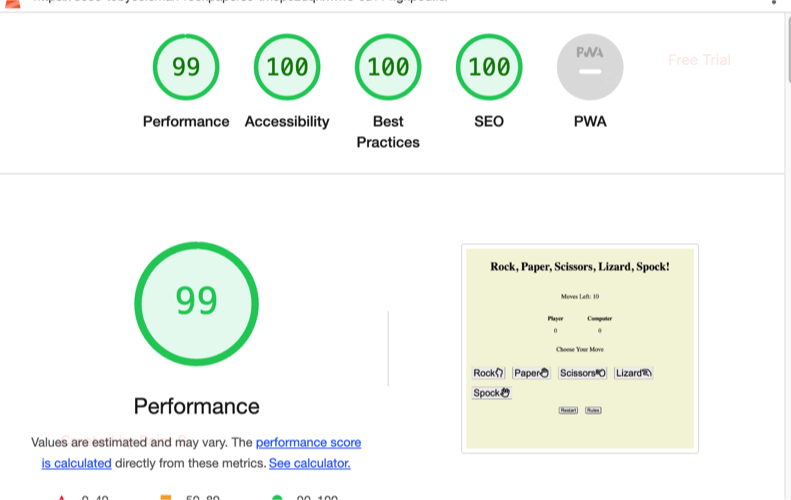 99
100
100
100
PWA
Free Trial
Performance
Accessibility
Best
Practices
SEO
PWA
99
Performance
Values are estimated and may vary. The performance score
is calculated directly from these metrics. See calculator.
Rock, Paper, Scissors, Lizard, Spock!
Moves Left: 10
Player Computer
0 0
Choose Your Move
Rock Paper Scissors Lizard
Spock
Restart Rules